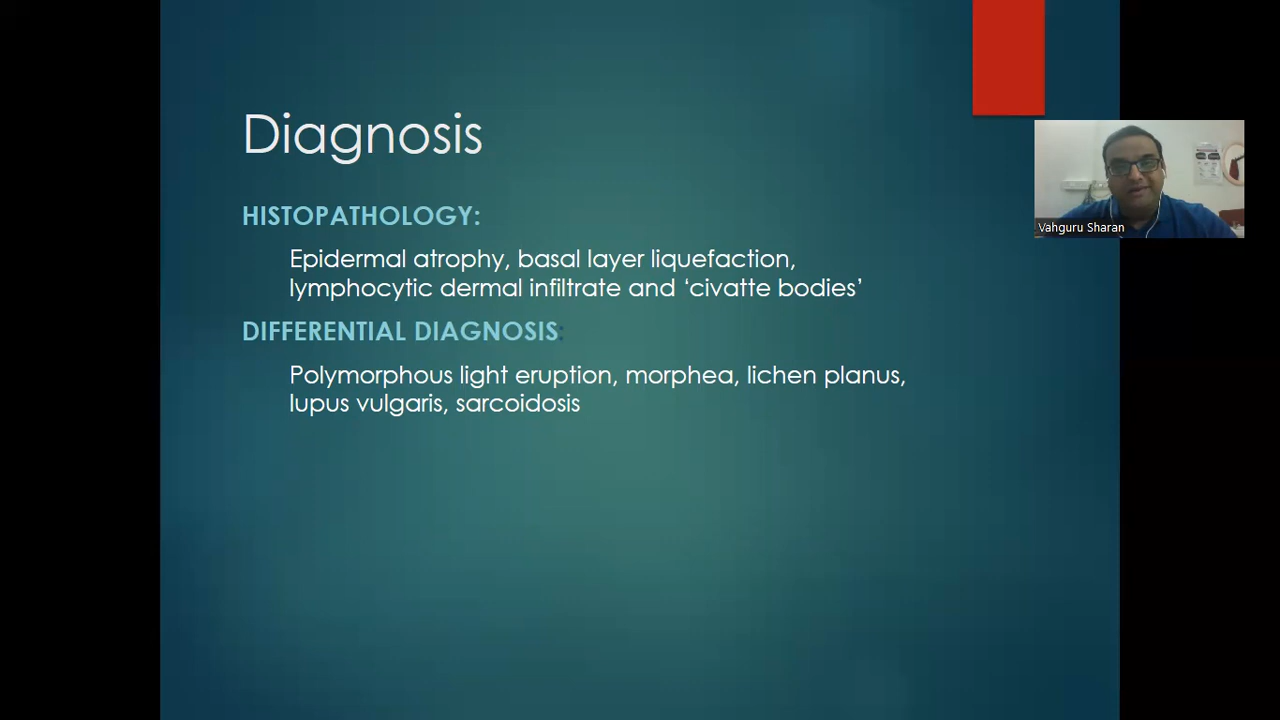 Diagnosis
HISTOPATHOLOGY:
Epidermal atrophy, basal layer liquefaction,
lymphocytic dermal infiltrate and ‘civatte bodies’
DIFFERENTIAL DIAGNOSIS:
Polymorphous light eruption, morphea, lichen planus,
lupus vulgaris, sarcoidosis
Vahguru Sharan